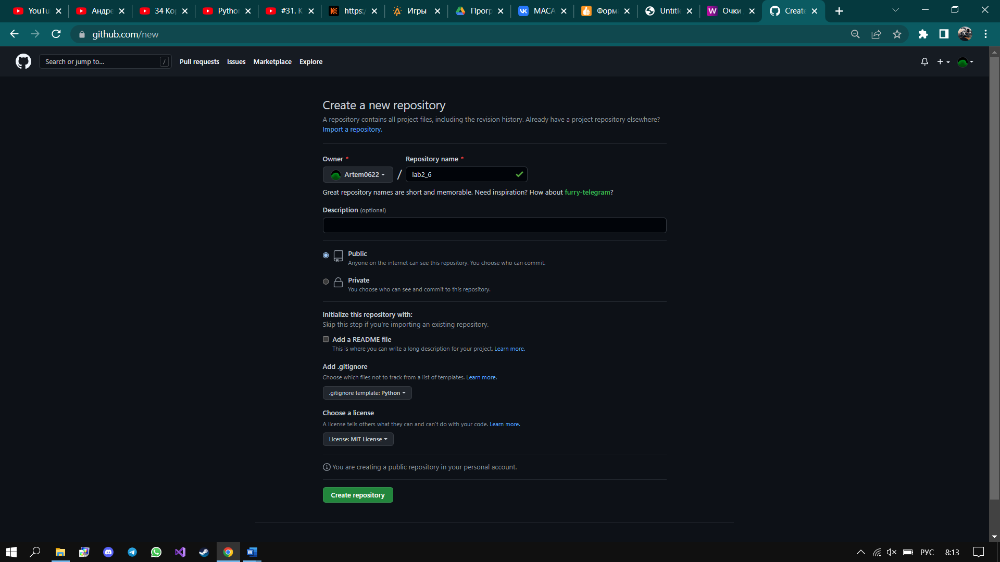 YouTu
Андре
34 Ко
Pytho
#31. К
https:/
Игры
Прогр
МАСА
Форм
Untitle
Очки
Create
github.com/new
Search or jump to... /
Pull requests Issues Marketplace Explore
Create a new repository
A repository contains all project files, including the revision history. Already have a project repository elsewhere?
Import a repository.
Owner * Repository name *
Artem0622 / lab2_6
Great repository names are short and memorable. Need inspiration? How about furry-telegram?
Description (optional)
Public
Anyone on the internet can see this repository. You choose who can commit.
Private
You choose who can see and commit to this repository.
Initialize this repository with:
Skip this step if you’re importing an existing repository.
Add a README file
This is where you can write a long description for your project. Learn more.
Add .gitignore
Choose which files not to track from a list of templates. Learn more.
.gitignore template: Python
Choose a license
A license tells others what they can and can't do with your code. Learn more.
License: MIT License
You are creating a public repository in your personal account.
Create repository
РУС 8:13